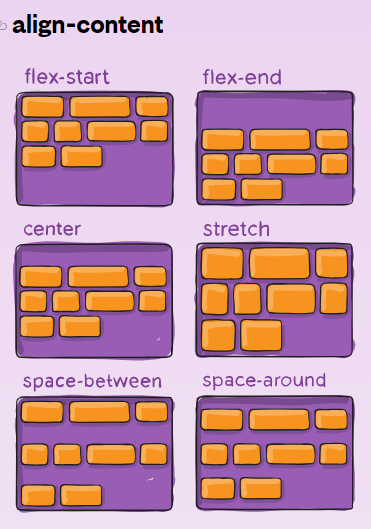 align-content
flex-start
flex-end
center
stretch
space-between
space-around